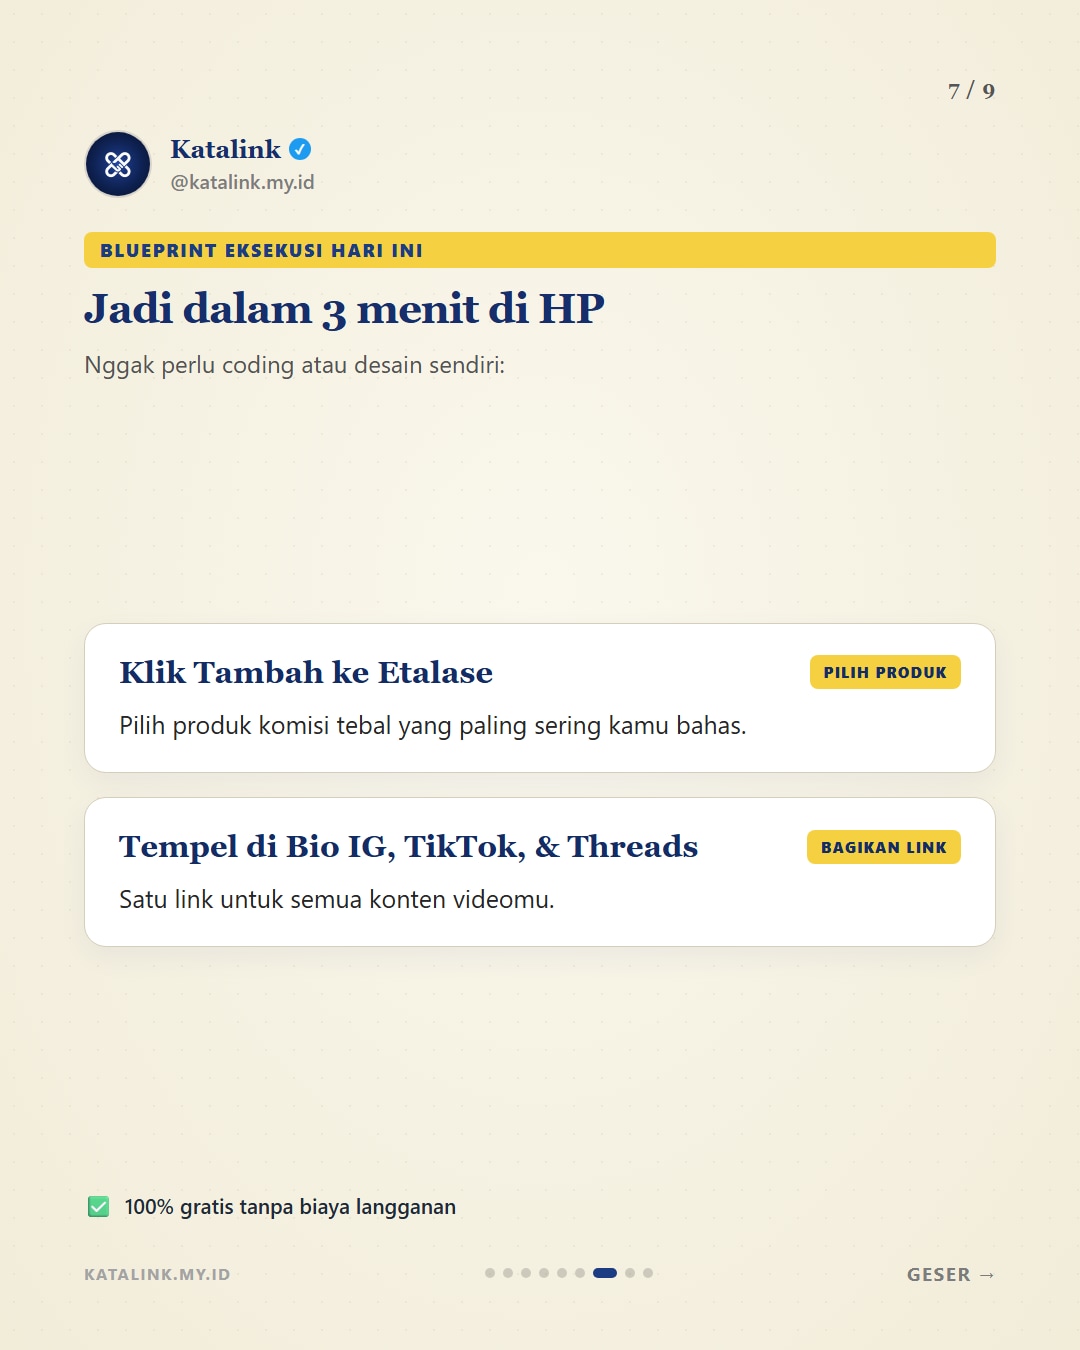 7 / 9
Katalink
@katalink.my.id
BLUEPRINT EKSEKUSI HARI INI
Jadi dalam 3 menit di HP
Nggak perlu coding atau desain sendiri:
Klik Tambah ke Etalase
PILIH PRODUK
Pilih produk komisi tebal yang paling sering kamu bahas.
Tempel di Bio IG, TikTok, & Threads
BAGIKAN LINK
Satu link untuk semua konten videomu.
✅ 100% gratis tanpa biaya langganan
KATALINK.MY.ID
GESER →